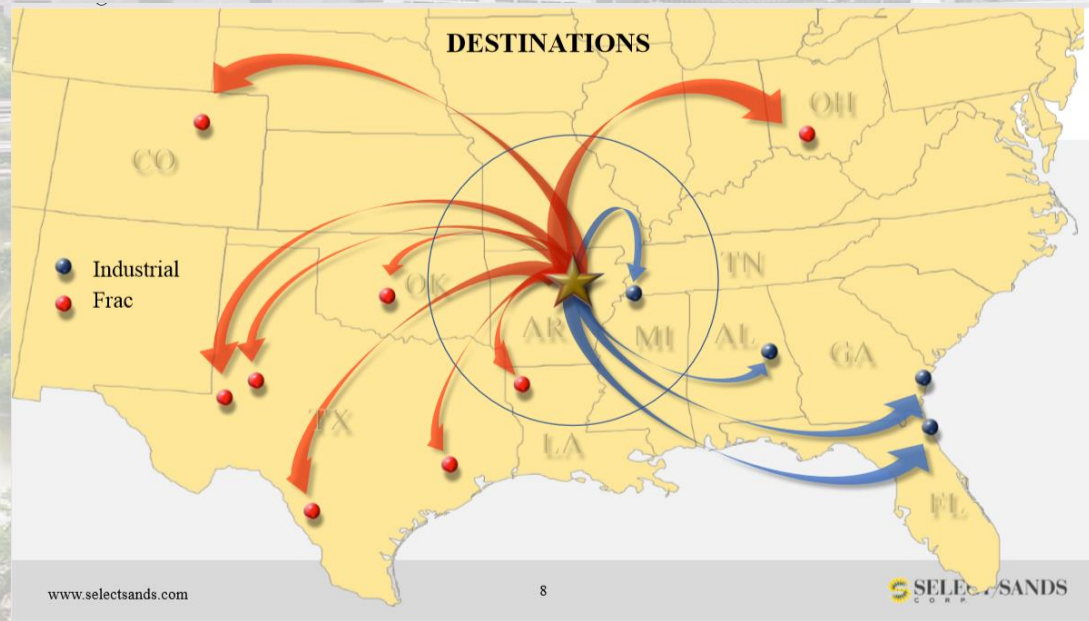 DESTINATIONS
OH
CO
TN
Industrial
OK
Frac
AR
MI
AL
GA
TX
LA
FL
www.selectsands.com
8
SELECT SANDS
CORP.